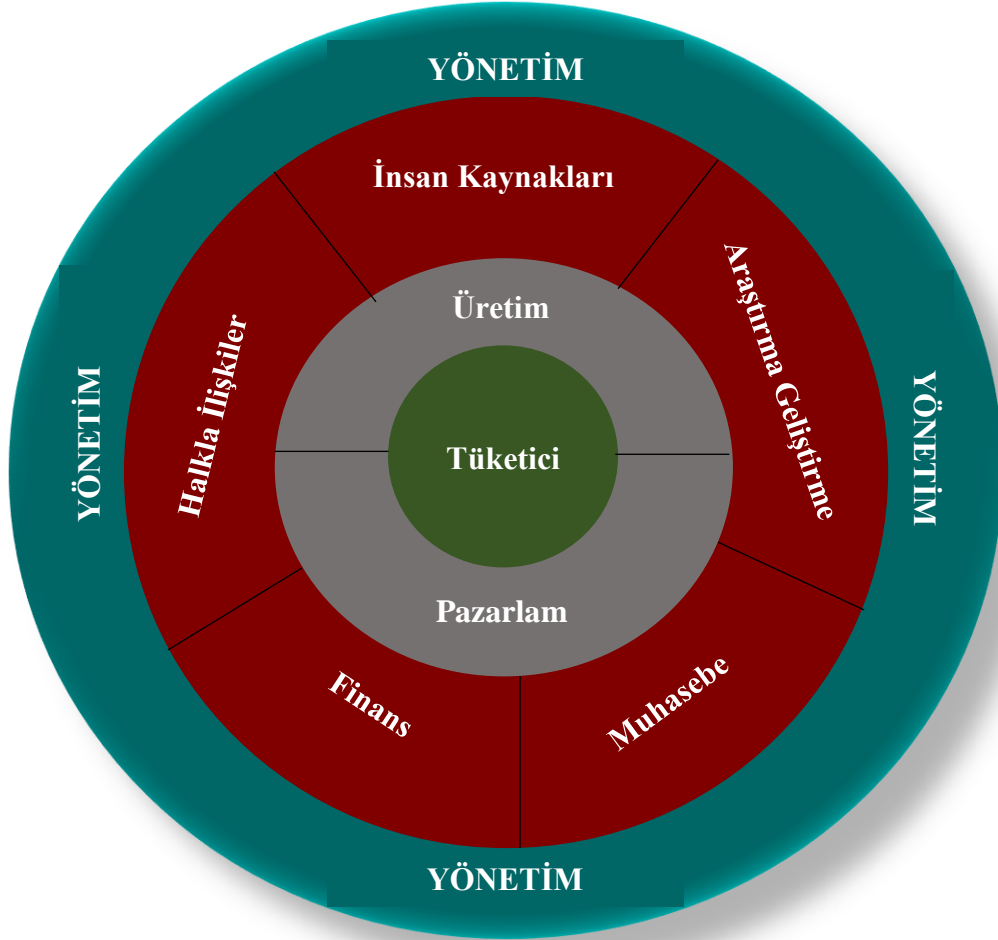 YÖNETİM
İnsan Kaynakları
Araştırma Geliştirme
Üretim
Halkla İlişkiler
YÖNETİM
Tüketici
YÖNETİM
Pazarlam
Finans
Muhasebe
YÖNETİM